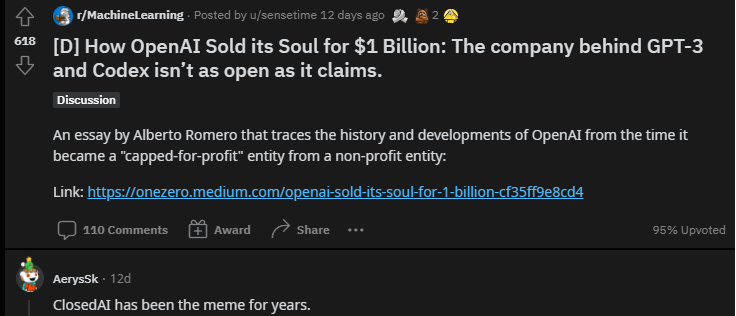 r/MachineLearning · Posted by u/sensetime 12 days ago 2
618
[D] How OpenAI Sold its Soul for $1 Billion: The company behind GPT-3
and Codex isn’t as open as it claims.
Discussion
An essay by Alberto Romero that traces the history and developments of OpenAI from the time it
became a "capped-for-profit" entity from a non-profit entity:
Link: https://onezero.medium.com/openai-sold-its-soul-for-1-billion-cf35ff9e8cd4
110 Comments Award Share ··· 95% Upvoted
AerysSk · 12d
ClosedAI has been the meme for years.